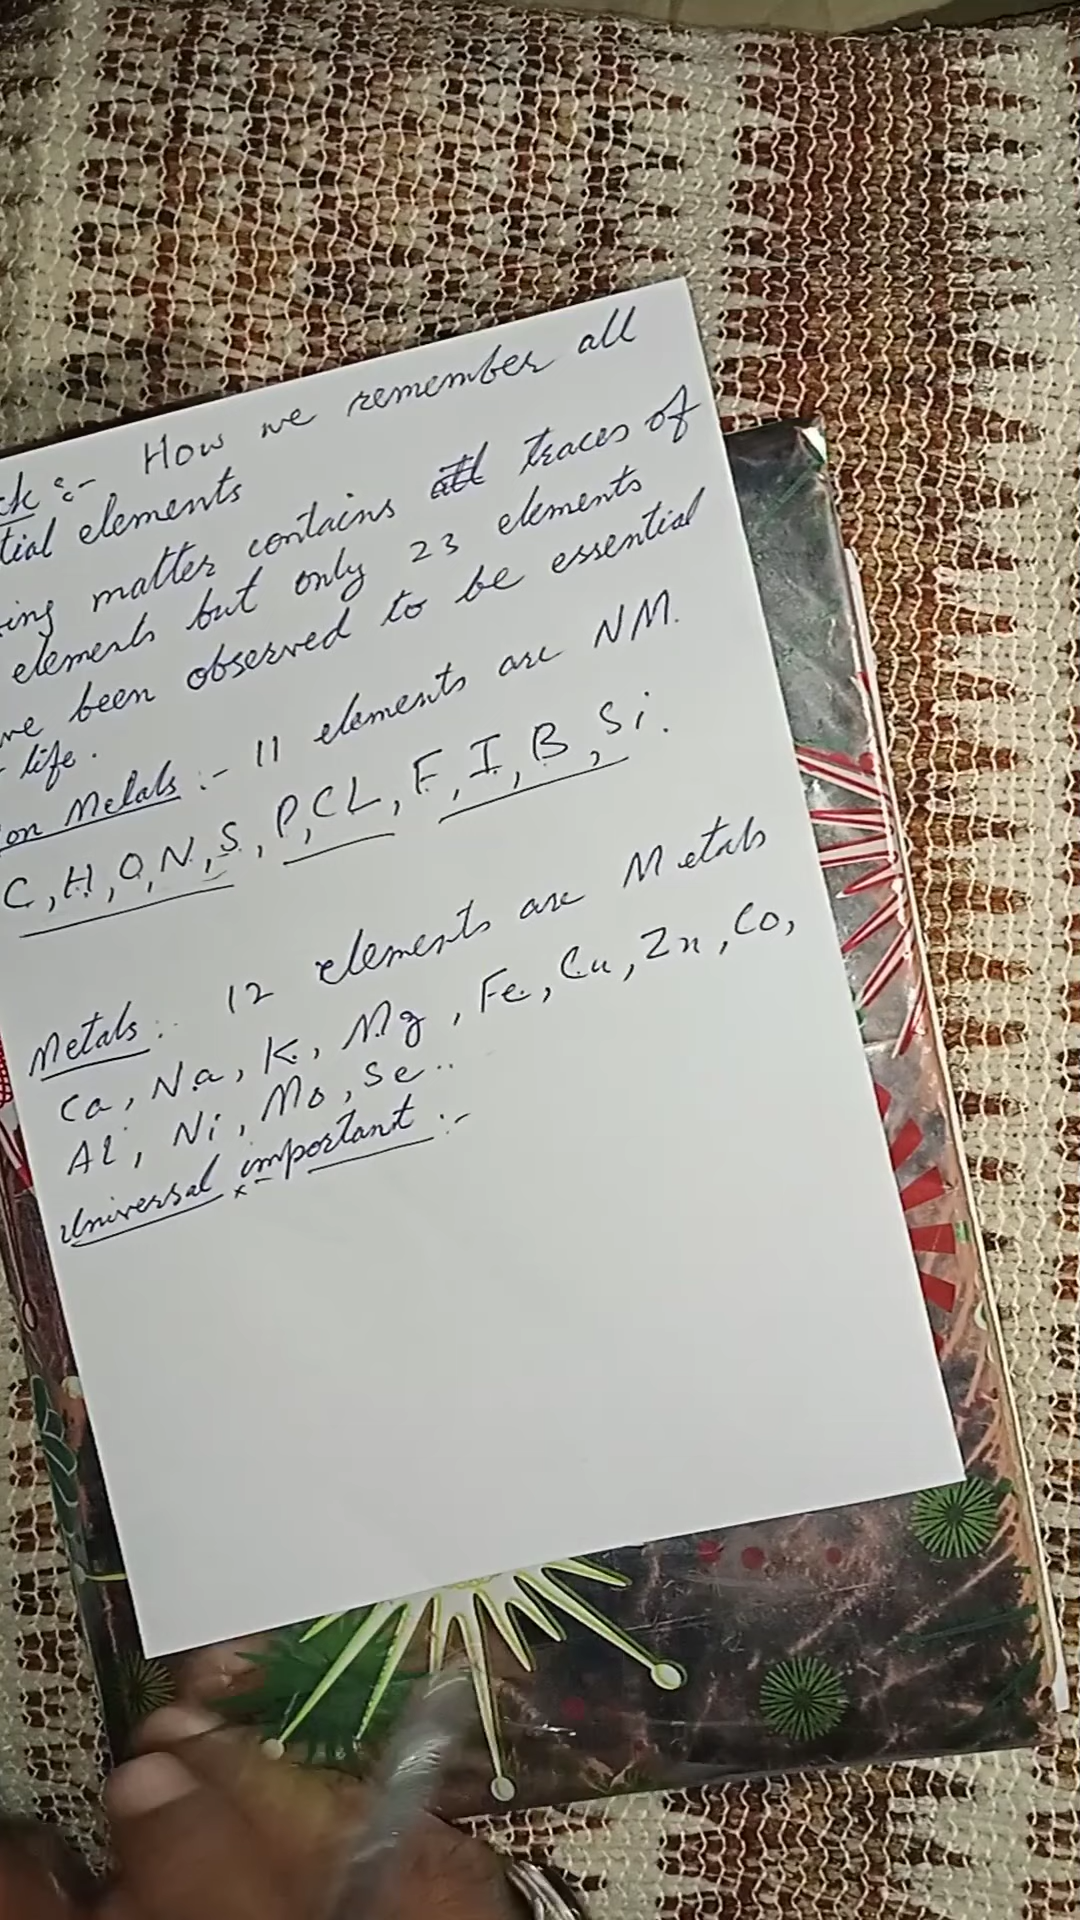 ck :- How we remember all
tial elements
ing matter contains traces of
elements but only 23 elements
ve been observed to be essential
life.
on Metals :- 11 elements are NM.
C, H, O, N, S, P, CL, F, I, B, Si.
Metals :- 12 elements are Metals
Ca, Na, K, Mg, Fe, Cu, Zn, Co,
Al, Ni, Mo, Se..
Universal important :-